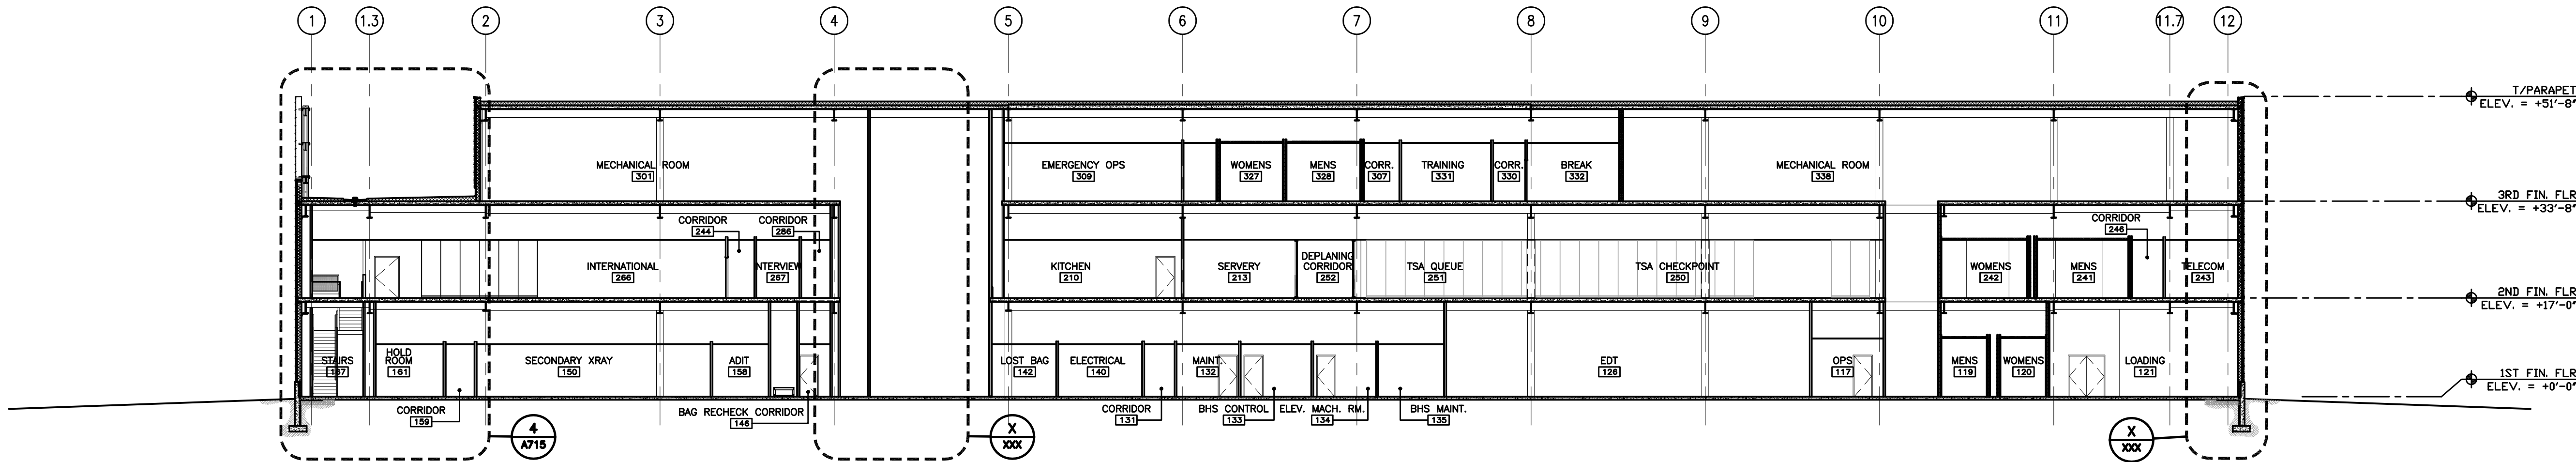 1
1.3
2
3
4
5
6
7
8
9
10
11
11.7
12
T/PARAPET
ELEV. = +51'-8"
MECHANICAL ROOM
301
EMERGENCY OPS
309
WOMENS
327
MENS
328
CORR.
307
TRAINING
331
CORR.
330
BREAK
332
MECHANICAL ROOM
338
3RD FIN. FLR
ELEV. = +33'-8"
CORRIDOR
244
CORRIDOR
286
CORRIDOR
246
INTERNATIONAL
266
INTERVIEW
267
KITCHEN
210
SERVERY
213
DEPLANING
CORRIDOR
252
TSA QUEUE
251
TSA CHECKPOINT
250
WOMENS
242
MENS
241
TELECOM
243
2ND FIN. FLR
ELEV. = +17'-0"
STAIRS
167
HOLD
ROOM
161
SECONDARY XRAY
150
ADIT
158
LOST BAG
142
ELECTRICAL
140
MAINT.
132
EDT
126
OPS
117
MENS
119
WOMENS
120
LOADING
121
1ST FIN. FLR
ELEV. = +0'-0"
CORRIDOR
159
BAG RECHECK CORRIDOR
146
CORRIDOR
131
BHS CONTROL
133
ELEV. MACH. RM.
134
BHS MAINT.
135
4
A715
X
XXX
X
XXX